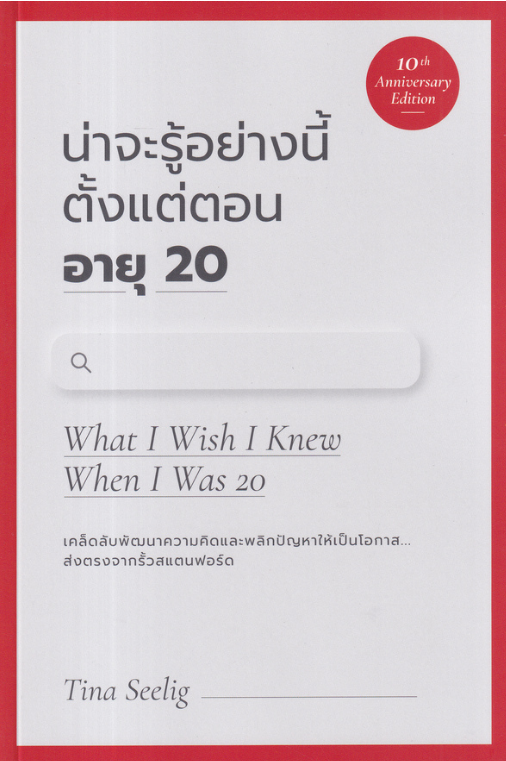 10th
Anniversary
Edition
น่าจะรู้อย่างนี้
ตั้งแต่ตอน
อายุ 20
What I Wish I Knew
When I Was 20
เคล็ดลับพัฒนาความคิดและพลิกปัญหาให้เป็นโอกาส...
ส่งตรงจากรั้วสแตนฟอร์ด
Tina Seelig